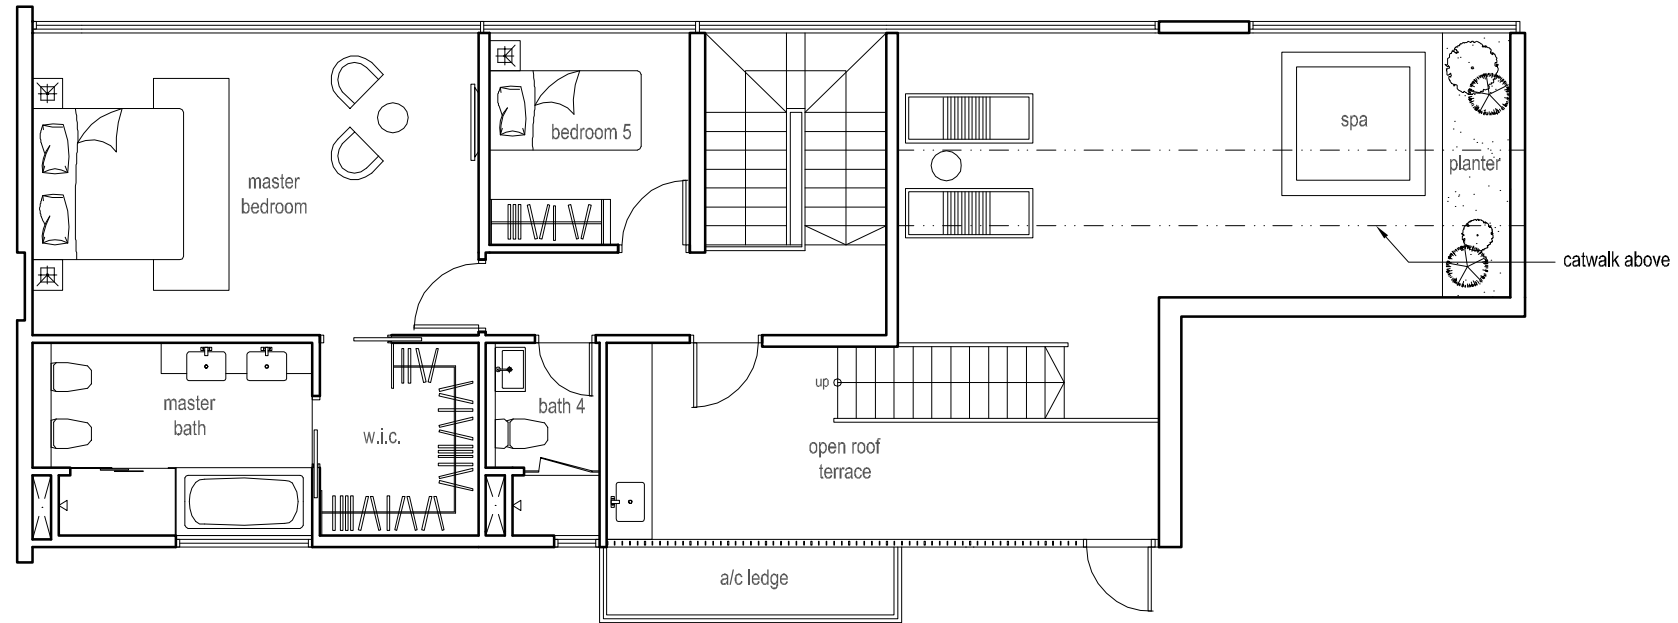 bedroom 5
spa
planter
master
bedroom
catwalk above
up
master
bath
bath 4
w.i.c.
open roof
terrace
a/c ledge